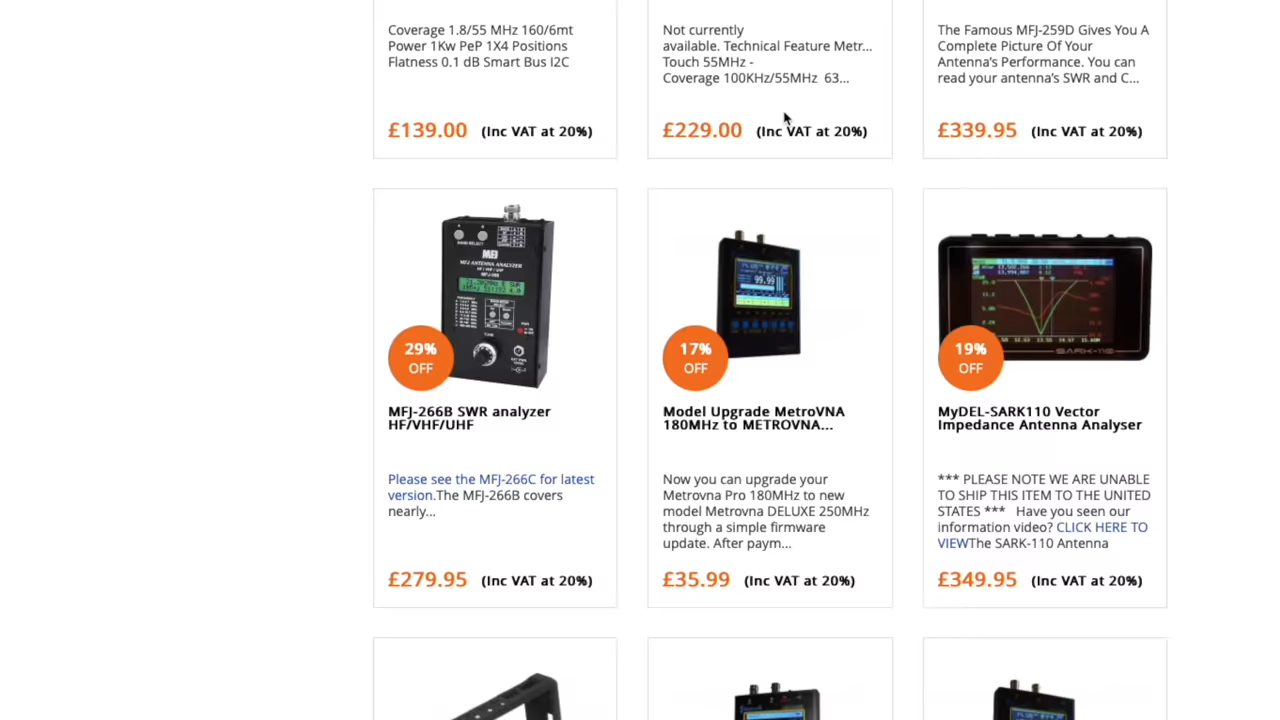 Coverage 1.8/55 MHz 160/6mt
Power 1Kw PeP 1X4 Positions
Flatness 0.1 dB Smart Bus I2C
£139.00 (Inc VAT at 20%)
Not currently
available. Technical Feature Metr...
Touch 55MHz -
Coverage 100KHz/55MHz 63...
£229.00 (Inc VAT at 20%)
The Famous MFJ-259D Gives You A
Complete Picture Of Your
Antenna's Performance. You can
read your antenna's SWR and C...
£339.95 (Inc VAT at 20%)
MFJ ANTENNA ANALYZER
29%
OFF
MFJ-266B SWR analyzer
HF/VHF/UHF
Please see the MFJ-266C for latest
version.The MFJ-266B covers
nearly...
£279.95 (Inc VAT at 20%)
99.99
17%
OFF
Model Upgrade MetroVNA
180MHz to METROVNA...
Now you can upgrade your
Metrovna Pro 180MHz to new
model Metrovna DELUXE 250MHz
through a simple firmware
update. After paym...
£35.99 (Inc VAT at 20%)
SARK-110
19%
OFF
MyDEL-SARK110 Vector
Impedance Antenna Analyser
*** PLEASE NOTE WE ARE UNABLE
TO SHIP THIS ITEM TO THE UNITED
STATES *** Have you seen our
information video? CLICK HERE TO
VIEWThe SARK-110 Antenna
£349.95 (Inc VAT at 20%)